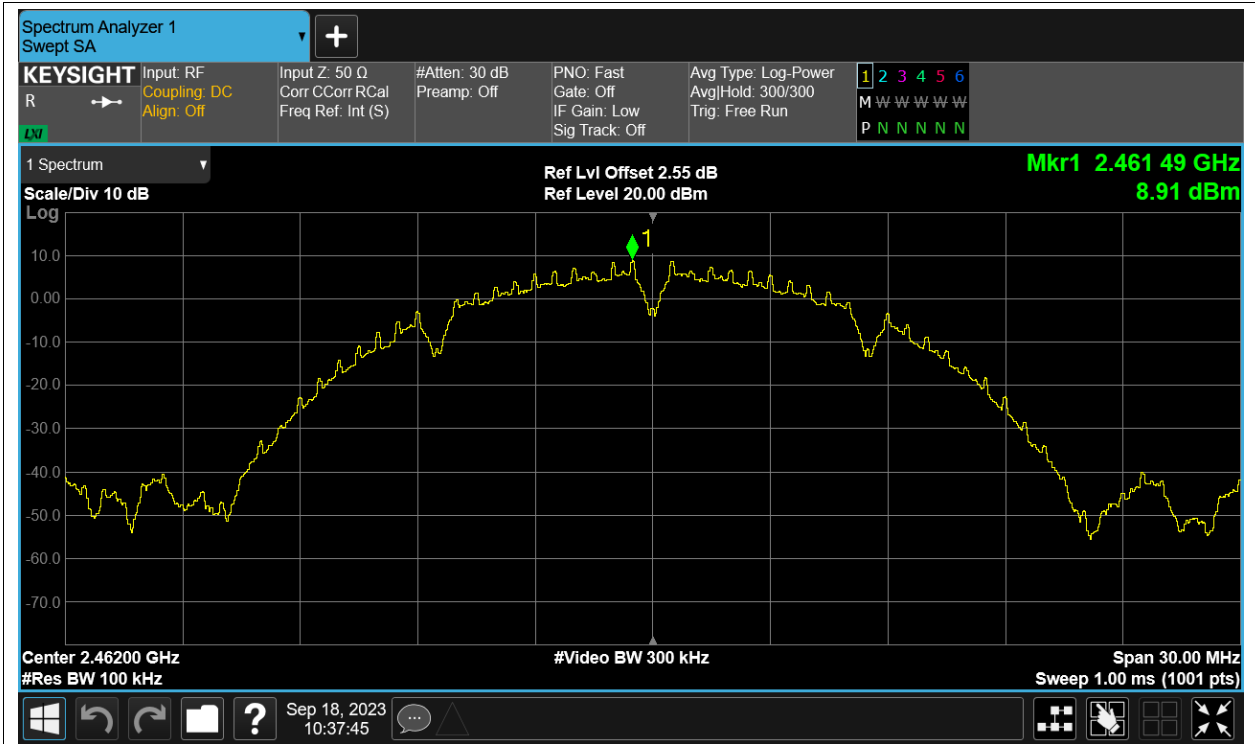 Spectrum Analyzer 1
Swept SA
KEYSIGHT
R
LXI
Input: RF
Coupling: DC
Align: Off
Input Z: 50 Ω
Corr CCorr RCal
Freq Ref: Int (S)
#Atten: 30 dB
Preamp: Off
PNO: Fast
Gate: Off
IF Gain: Low
Sig Track: Off
Avg Type: Log-Power
Avg|Hold: 300/300
Trig: Free Run
1 2 3 4 5 6
M W W W W W
P N N N N N
1 Spectrum
Scale/Div 10 dB
Log
Ref Lvl Offset 2.55 dB
Ref Level 20.00 dBm
Mkr1 2.461 49 GHz
8.91 dBm
1
10.0
0.00
-10.0
-20.0
-30.0
-40.0
-50.0
-60.0
-70.0
Center 2.46200 GHz
#Video BW 300 kHz
Span 30.00 MHz
#Res BW 100 kHz
Sweep 1.00 ms (1001 pts)
?
Sep 18, 2023
10:37:45